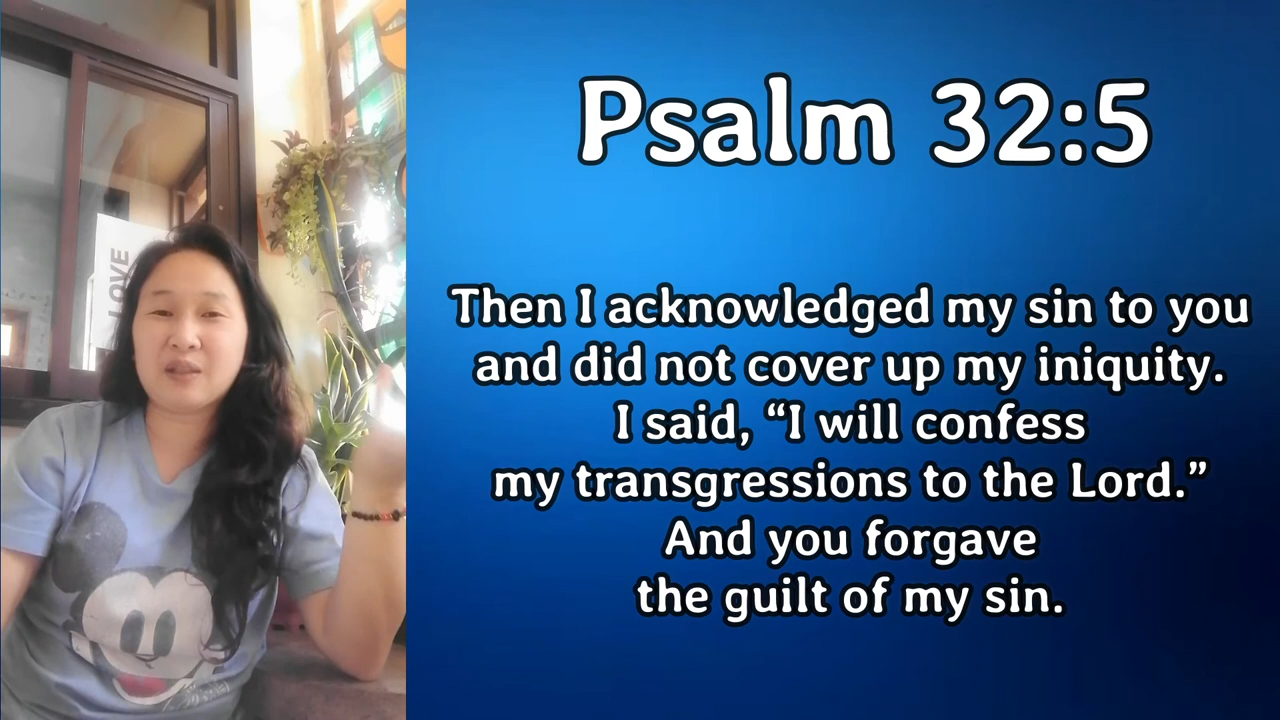 LOVE
Psalm 32:5
Then I acknowledged my sin to you
and did not cover up my iniquity.
I said, “I will confess
my transgressions to the Lord.”
And you forgave
the guilt of my sin.